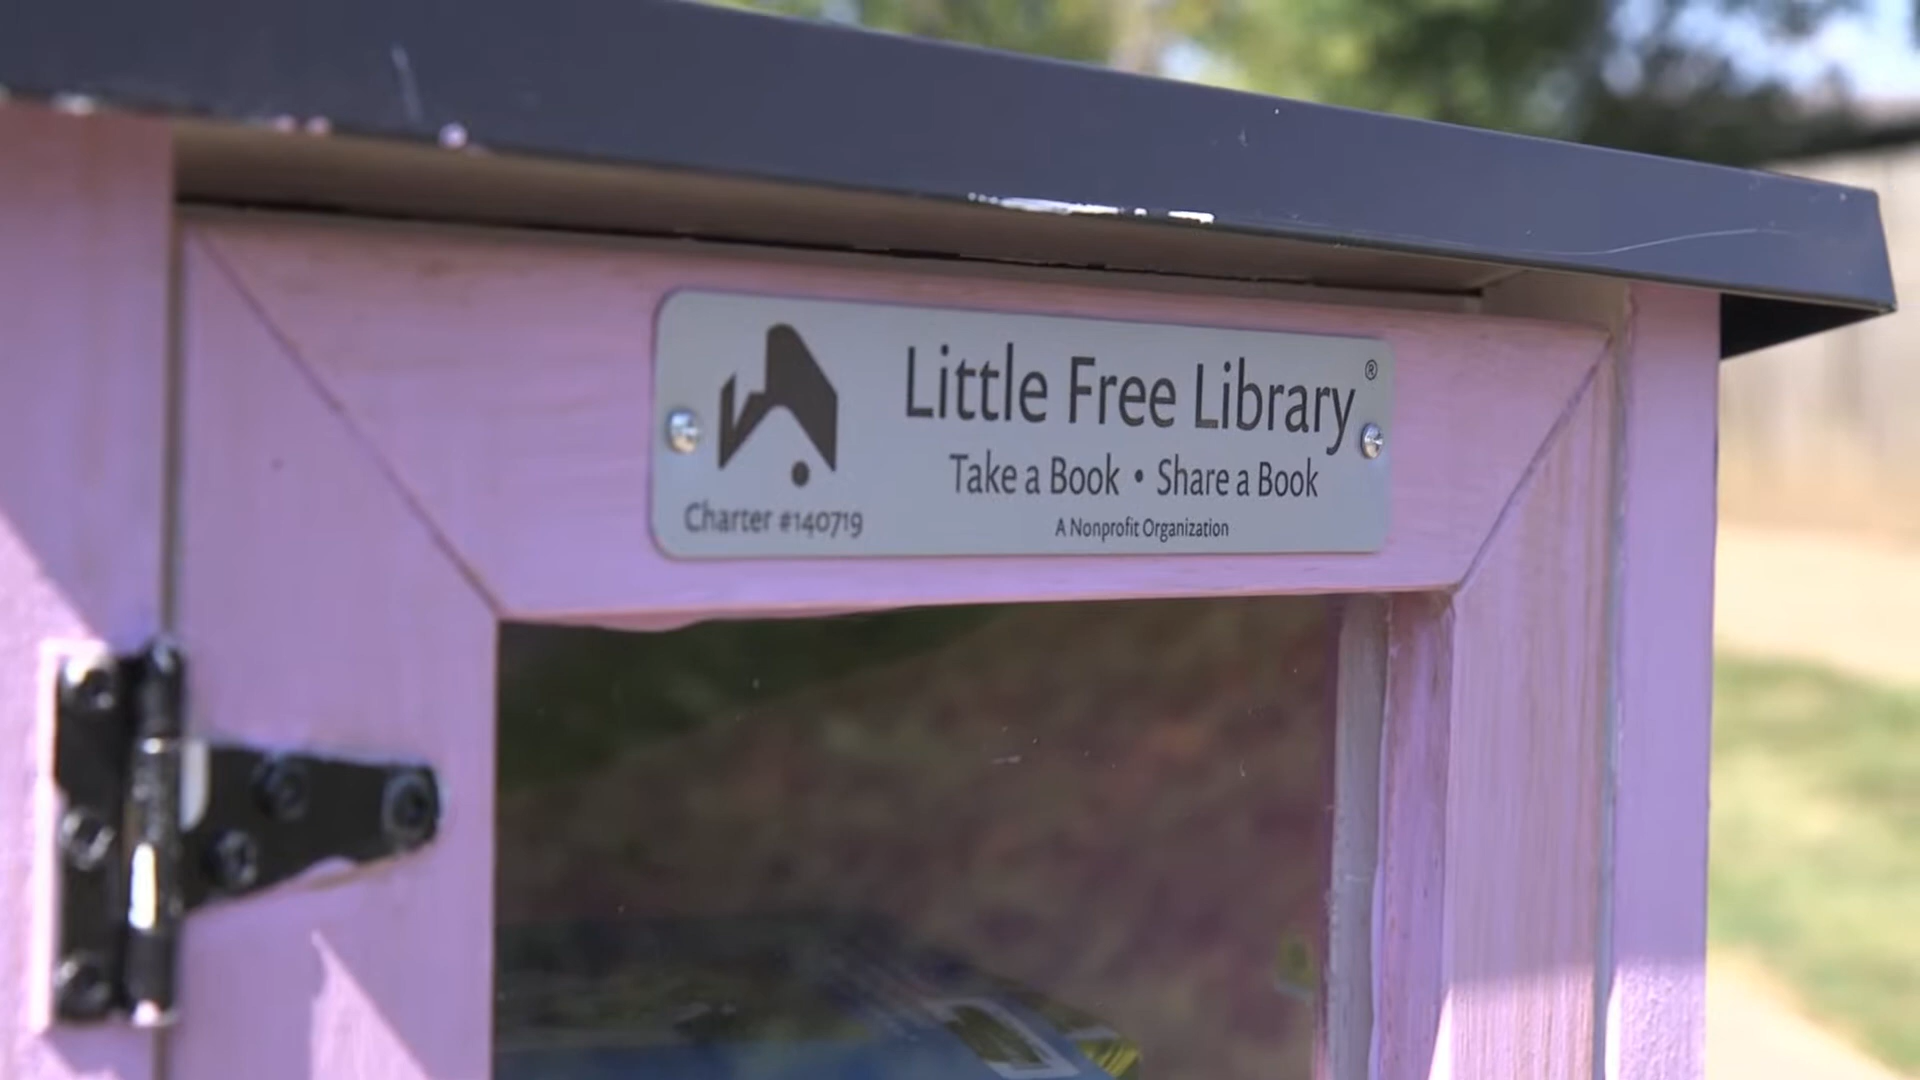 Little Free Library®
Take a Book • Share a Book
A Nonprofit Organization
Charter #140719